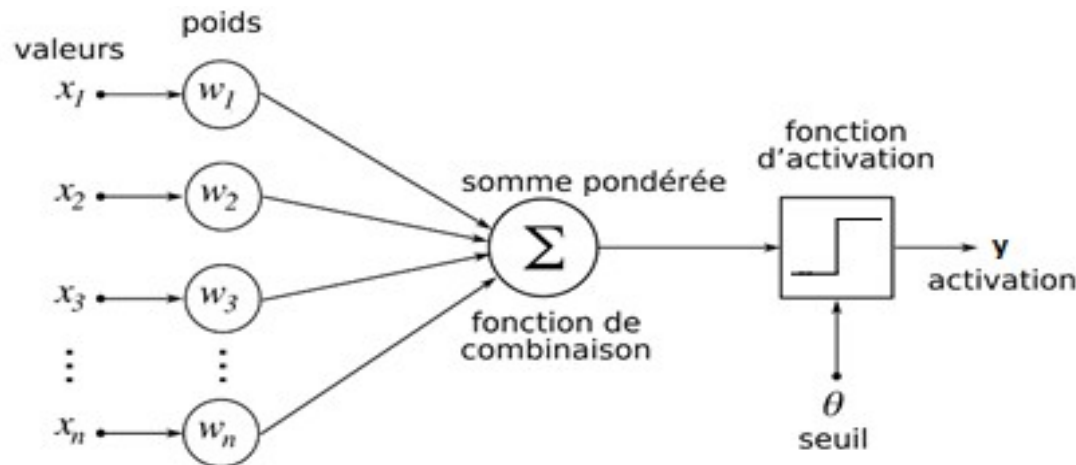 valeurs
poids
x1
w1
x2
w2
x3
w3
⋮
⋮
xn
wn
somme pondérée
Σ
fonction de
combinaison
fonction
d'activation
y
activation
θ
seuil